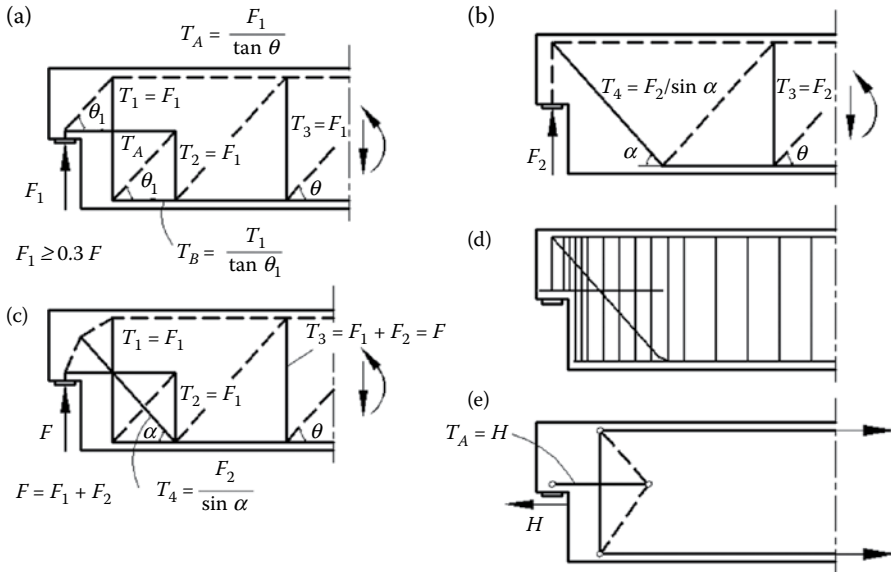 (a)
T_A = F_1 / tan θ
θ_1
T_1 = F_1
T_A
T_2 = F_1
T_3 = F_1
θ_1
θ
F_1
F_1 ≥ 0.3 F
T_B = T_1 / tan θ_1
(b)
T_4 = F_2/sin α
T_3 = F_2
F_2
α
θ
(c)
T_1 = F_1
T_3 = F_1 + F_2 = F
T_2 = F_1
F
α
θ
F = F_1 + F_2
T_4 = F_2 / sin α
(d)
(e)
T_A = H
H